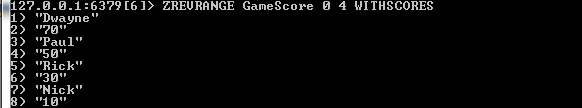 127.0.0.1:6379[6]> ZREVRANGE GameScore 0 4 WITHSCORES
1) "Dwayne"
2) "70"
3) "Paul"
4) "50"
5) "Rick"
6) "30"
7) "Nick"
8) "10"